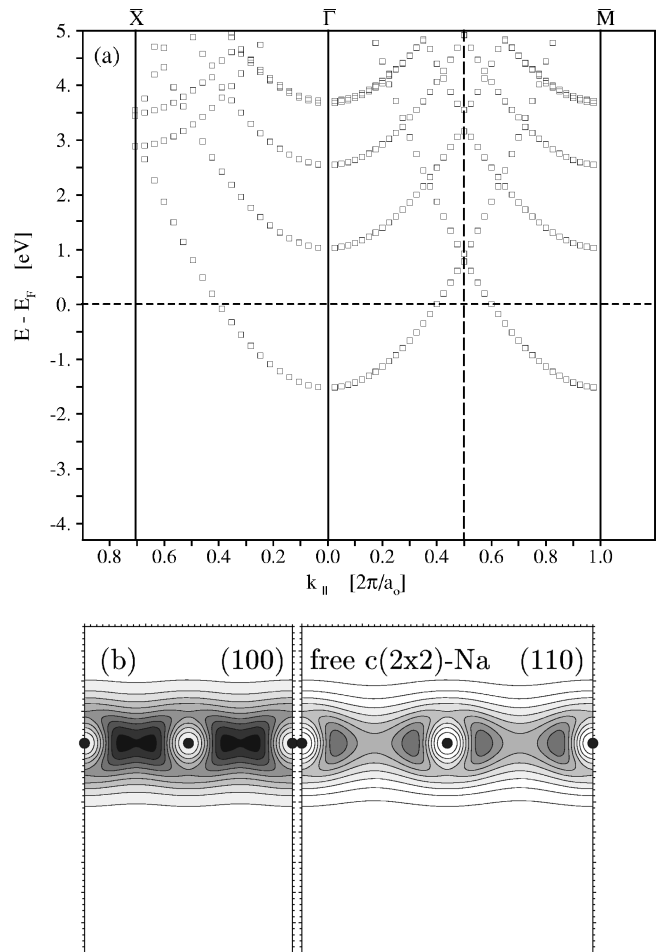 X̅ Γ̅ M̅
(a)
5.
4.
3.
2.
1.
0.
-1.
-2.
-3.
-4.
E - E_F [eV]
0.8 0.6 0.4 0.2 0.0 0.2 0.4 0.6 0.8 1.0
k_∥ [2π/a_o]
(b) (100) free c(2x2)-Na (110)